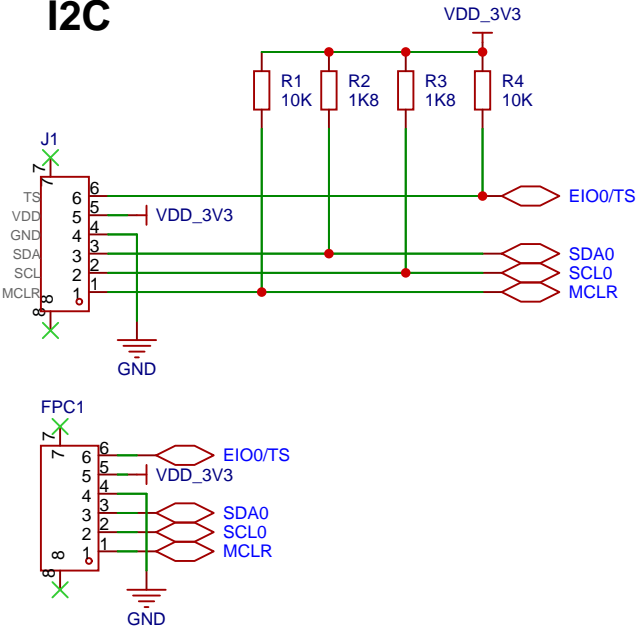 I2C
VDD_3V3
R1
10K
R2
1K8
R3
1K8
R4
10K
J1
7
7
TS 6 6 EIO0/TS
VDD 5 5 VDD_3V3
GND 4 4
SDA 3 3 SDA0
SCL 2 2 SCL0
MCLR 1 1 MCLR
8
8
GND
FPC1
7
7
6 6 EIO0/TS
5 5 VDD_3V3
4 4
3 3 SDA0
2 2 SCL0
1 1 MCLR
8
8
GND